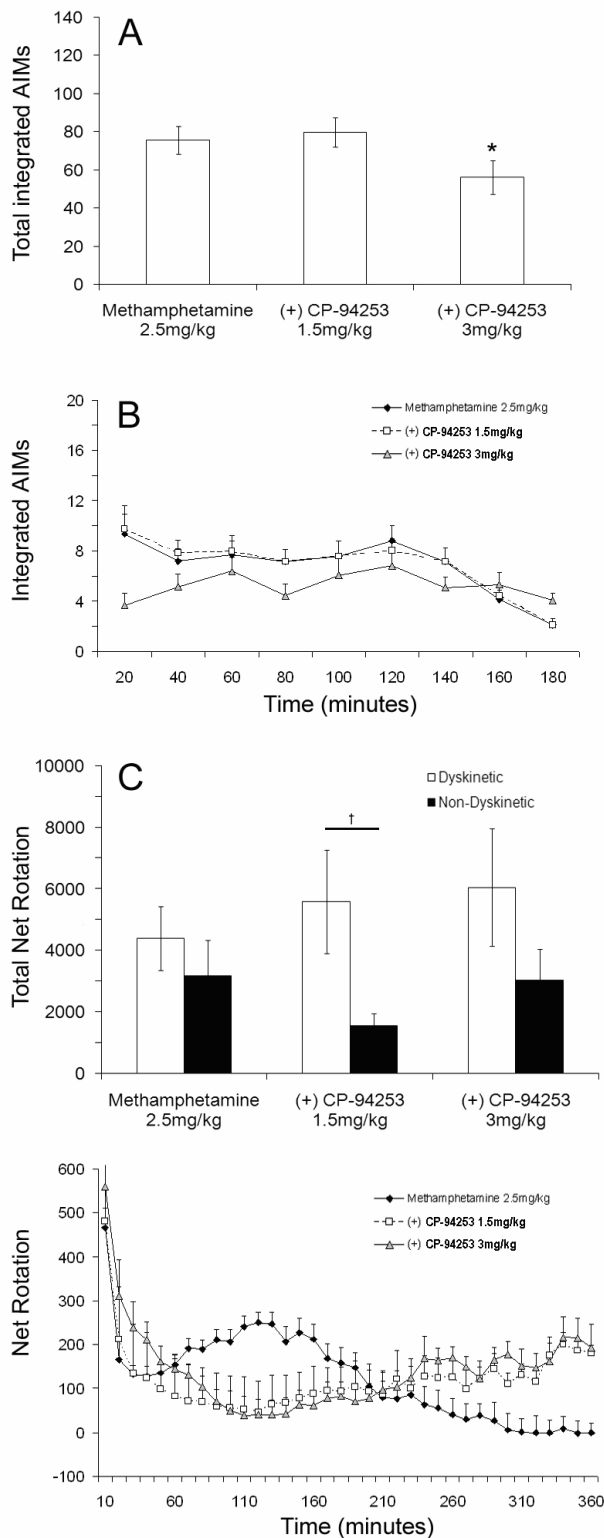 A
Total integrated AIMs
140
120
100
80
60
40
20
0
*
Methamphetamine 2.5mg/kg
(+) CP-94253 1.5mg/kg
(+) CP-94253 3mg/kg
B
Integrated AIMs
20
16
12
8
4
0
Methamphetamine 2.5mg/kg
(+) CP-94253 1.5mg/kg
(+) CP-94253 3mg/kg
20 40 60 80 100 120 140 160 180
Time (minutes)
C
Total Net Rotation
10000
8000
6000
4000
2000
0
Dyskinetic
Non-Dyskinetic
†
Methamphetamine 2.5mg/kg
(+) CP-94253 1.5mg/kg
(+) CP-94253 3mg/kg
Net Rotation
600
500
400
300
200
100
0
-100
Methamphetamine 2.5mg/kg
(+) CP-94253 1.5mg/kg
(+) CP-94253 3mg/kg
10 60 110 160 210 260 310 360
Time (minutes)